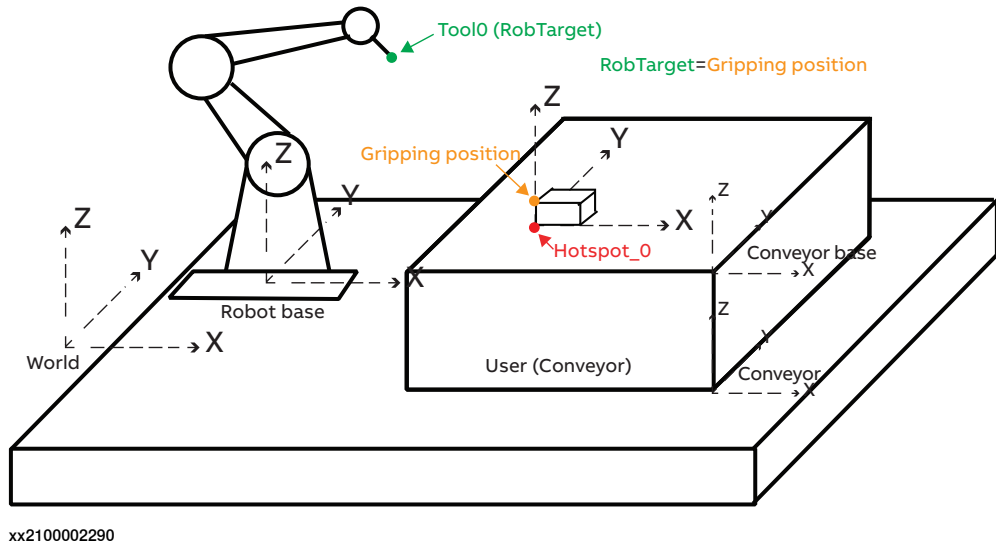 Tool0 (RobTarget)
RobTarget=Gripping position
Z
Y
Gripping position
Z
X
Hotspot_0
Y
Z
Z
Y
X
World
X
Robot base
Z
Y
Conveyor base
X
Z
Y
User (Conveyor)
Conveyor
X
xx2100002290